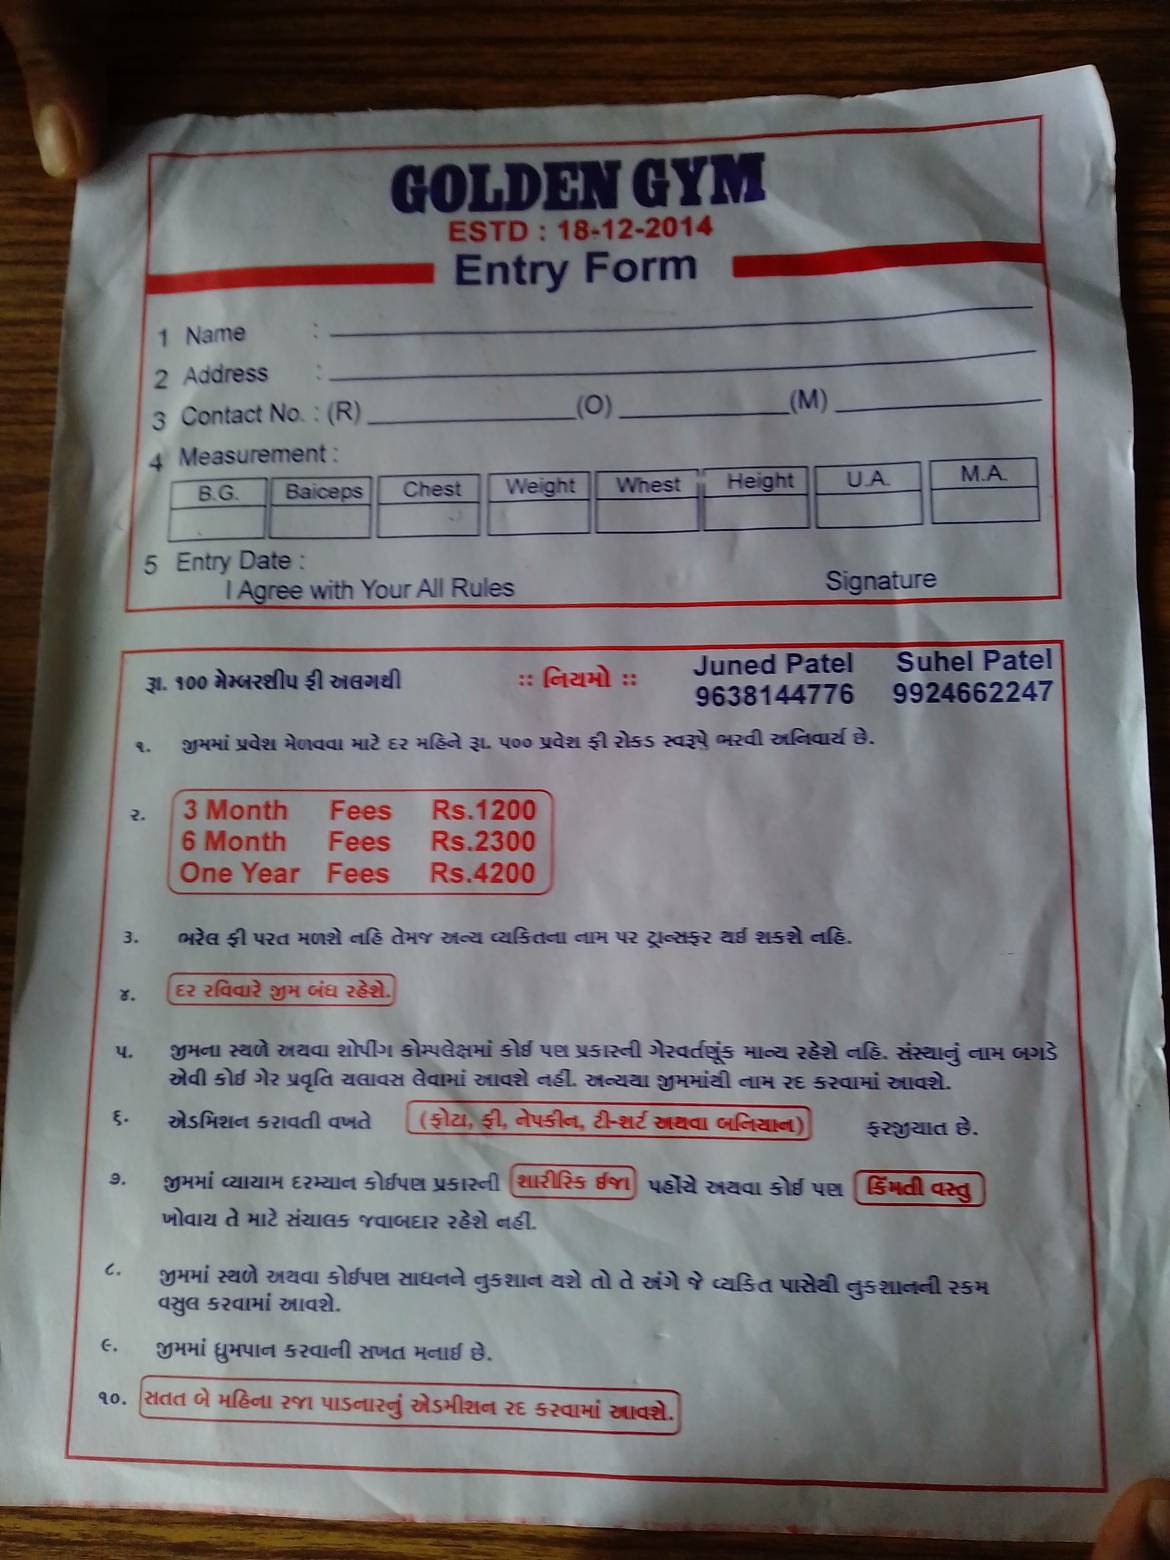 GOLDEN GYM
ESTD : 18-12-2014
Entry Form
1 Name :
2 Address :
3 Contact No. : (R) (O) (M)
4 Measurement :
B.G. Baiceps Chest Weight Whest Height U.A. M.A.
5 Entry Date :
I Agree with Your All Rules Signature
રૂા. ૧૦૦ મેમ્બરશીપ ફી અલગથી :: નિયમો :: Juned Patel Suhel Patel
9638144776 9924662247
૧. જીમમાં પ્રવેશ મેળવવા માટે દર મહિને રૂા. ૫૦૦ પ્રવેશ ફી રોકડ સ્વરૂપે ભરવી અનિવાર્ય છે.
૨. 3 Month Fees Rs.1200
6 Month Fees Rs.2300
One Year Fees Rs.4200
૩. ભરેલ ફી પરત મળશે નહિ તેમજ અન્ય વ્યકિતના નામ પર ટ્રાન્સફર થઈ શકશે નહિ.
૪. દર રવિવારે જીમ બંધ રહેશે.
૫. જીમના સ્થળે અથવા શોપીંગ કોમ્પલેક્ષમાં કોઈ પણ પ્રકારની ગેરવર્તણૂંક માન્ય રહેશે નહિ. સંસ્થાનું નામ બગડે
એવી કોઈ ગેર પ્રવૃતિ ચલાવસ લેવામાં આવશે નહીં. અન્યથા જીમમાંથી નામ રદ કરવામાં આવશે.
૬. એડમિશન કરાવતી વખતે (ફોટા, ફી, નેપકીન, ટી-શર્ટ અથવા બનિયાન) ફરજીયાત છે.
૭. જીમમાં વ્યાયામ દરમ્યાન કોઈપણ પ્રકારની શારીરિક ઈજા પહોંચે અથવા કોઈ પણ કિંમતી વસ્તુ
ખોવાય તે માટે સંચાલક જવાબદાર રહેશે નહીં.
૮. જીમમાં સ્થળે અથવા કોઈપણ સાધનને નુકશાન થશે તો તે અંગે જે વ્યકિત પાસેથી નુકશાનની રકમ
વસુલ કરવામાં આવશે.
૯. જીમમાં ધુમપાન કરવાની સખત મનાઈ છે.
૧૦. સતત બે મહિના રજા પાડનારનું એડમીશન રદ કરવામાં આવશે.